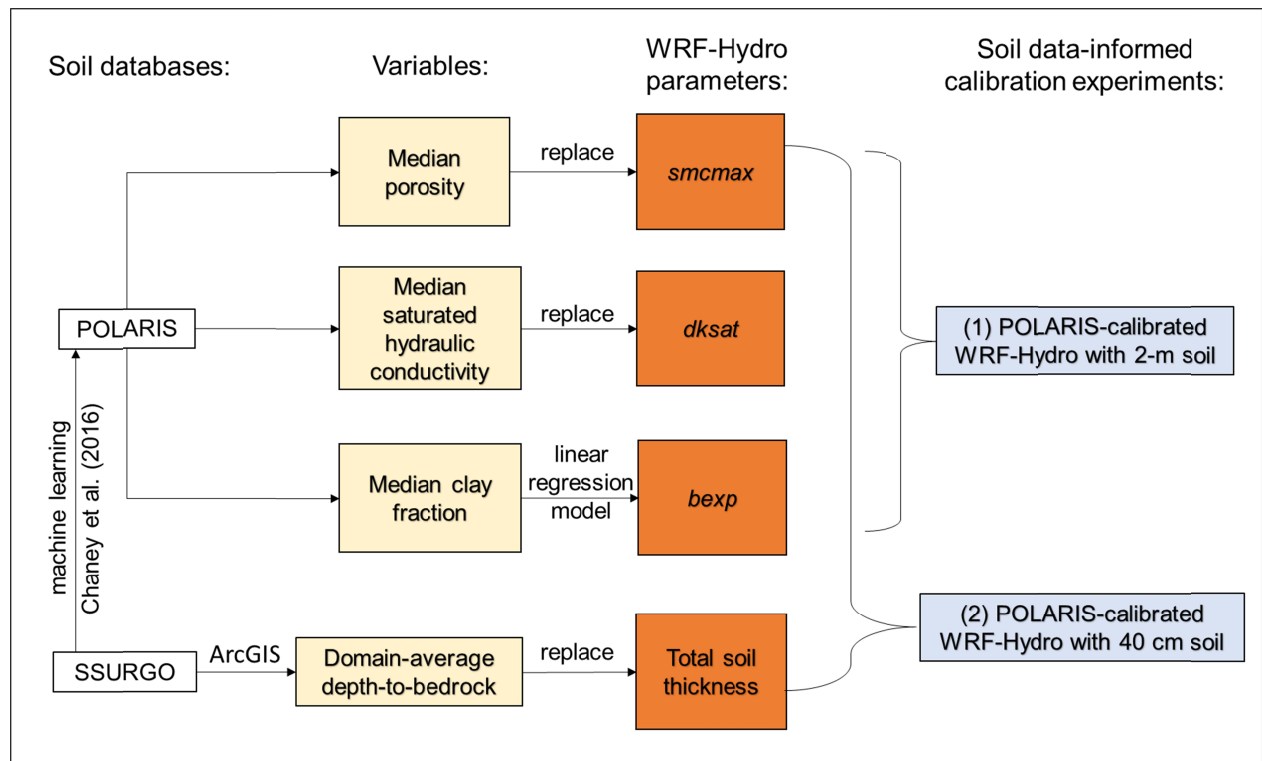 Soil databases:
Variables:
WRF-Hydro
parameters:
Soil data-informed
calibration experiments:
Median
porosity
replace
smcmax
POLARIS
Median
saturated
hydraulic
conductivity
replace
dksat
(1) POLARIS-calibrated
WRF-Hydro with 2-m soil
machine learning
Chaney et al. (2016)
Median clay
fraction
linear
regression
model
bexp
SSURGO
ArcGIS
Domain-average
depth-to-bedrock
replace
Total soil
thickness
(2) POLARIS-calibrated
WRF-Hydro with 40 cm soil